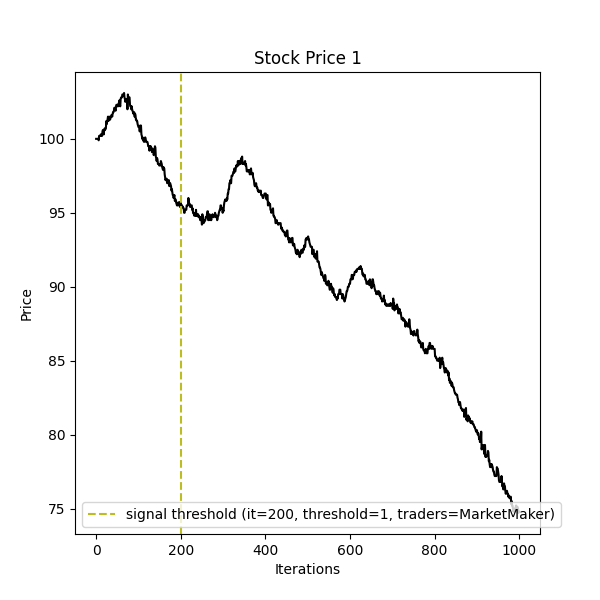 Stock Price 1
Price
100
95
90
85
80
75
signal threshold (it=200, threshold=1, traders=MarketMaker)
0 200 400 600 800 1000
Iterations